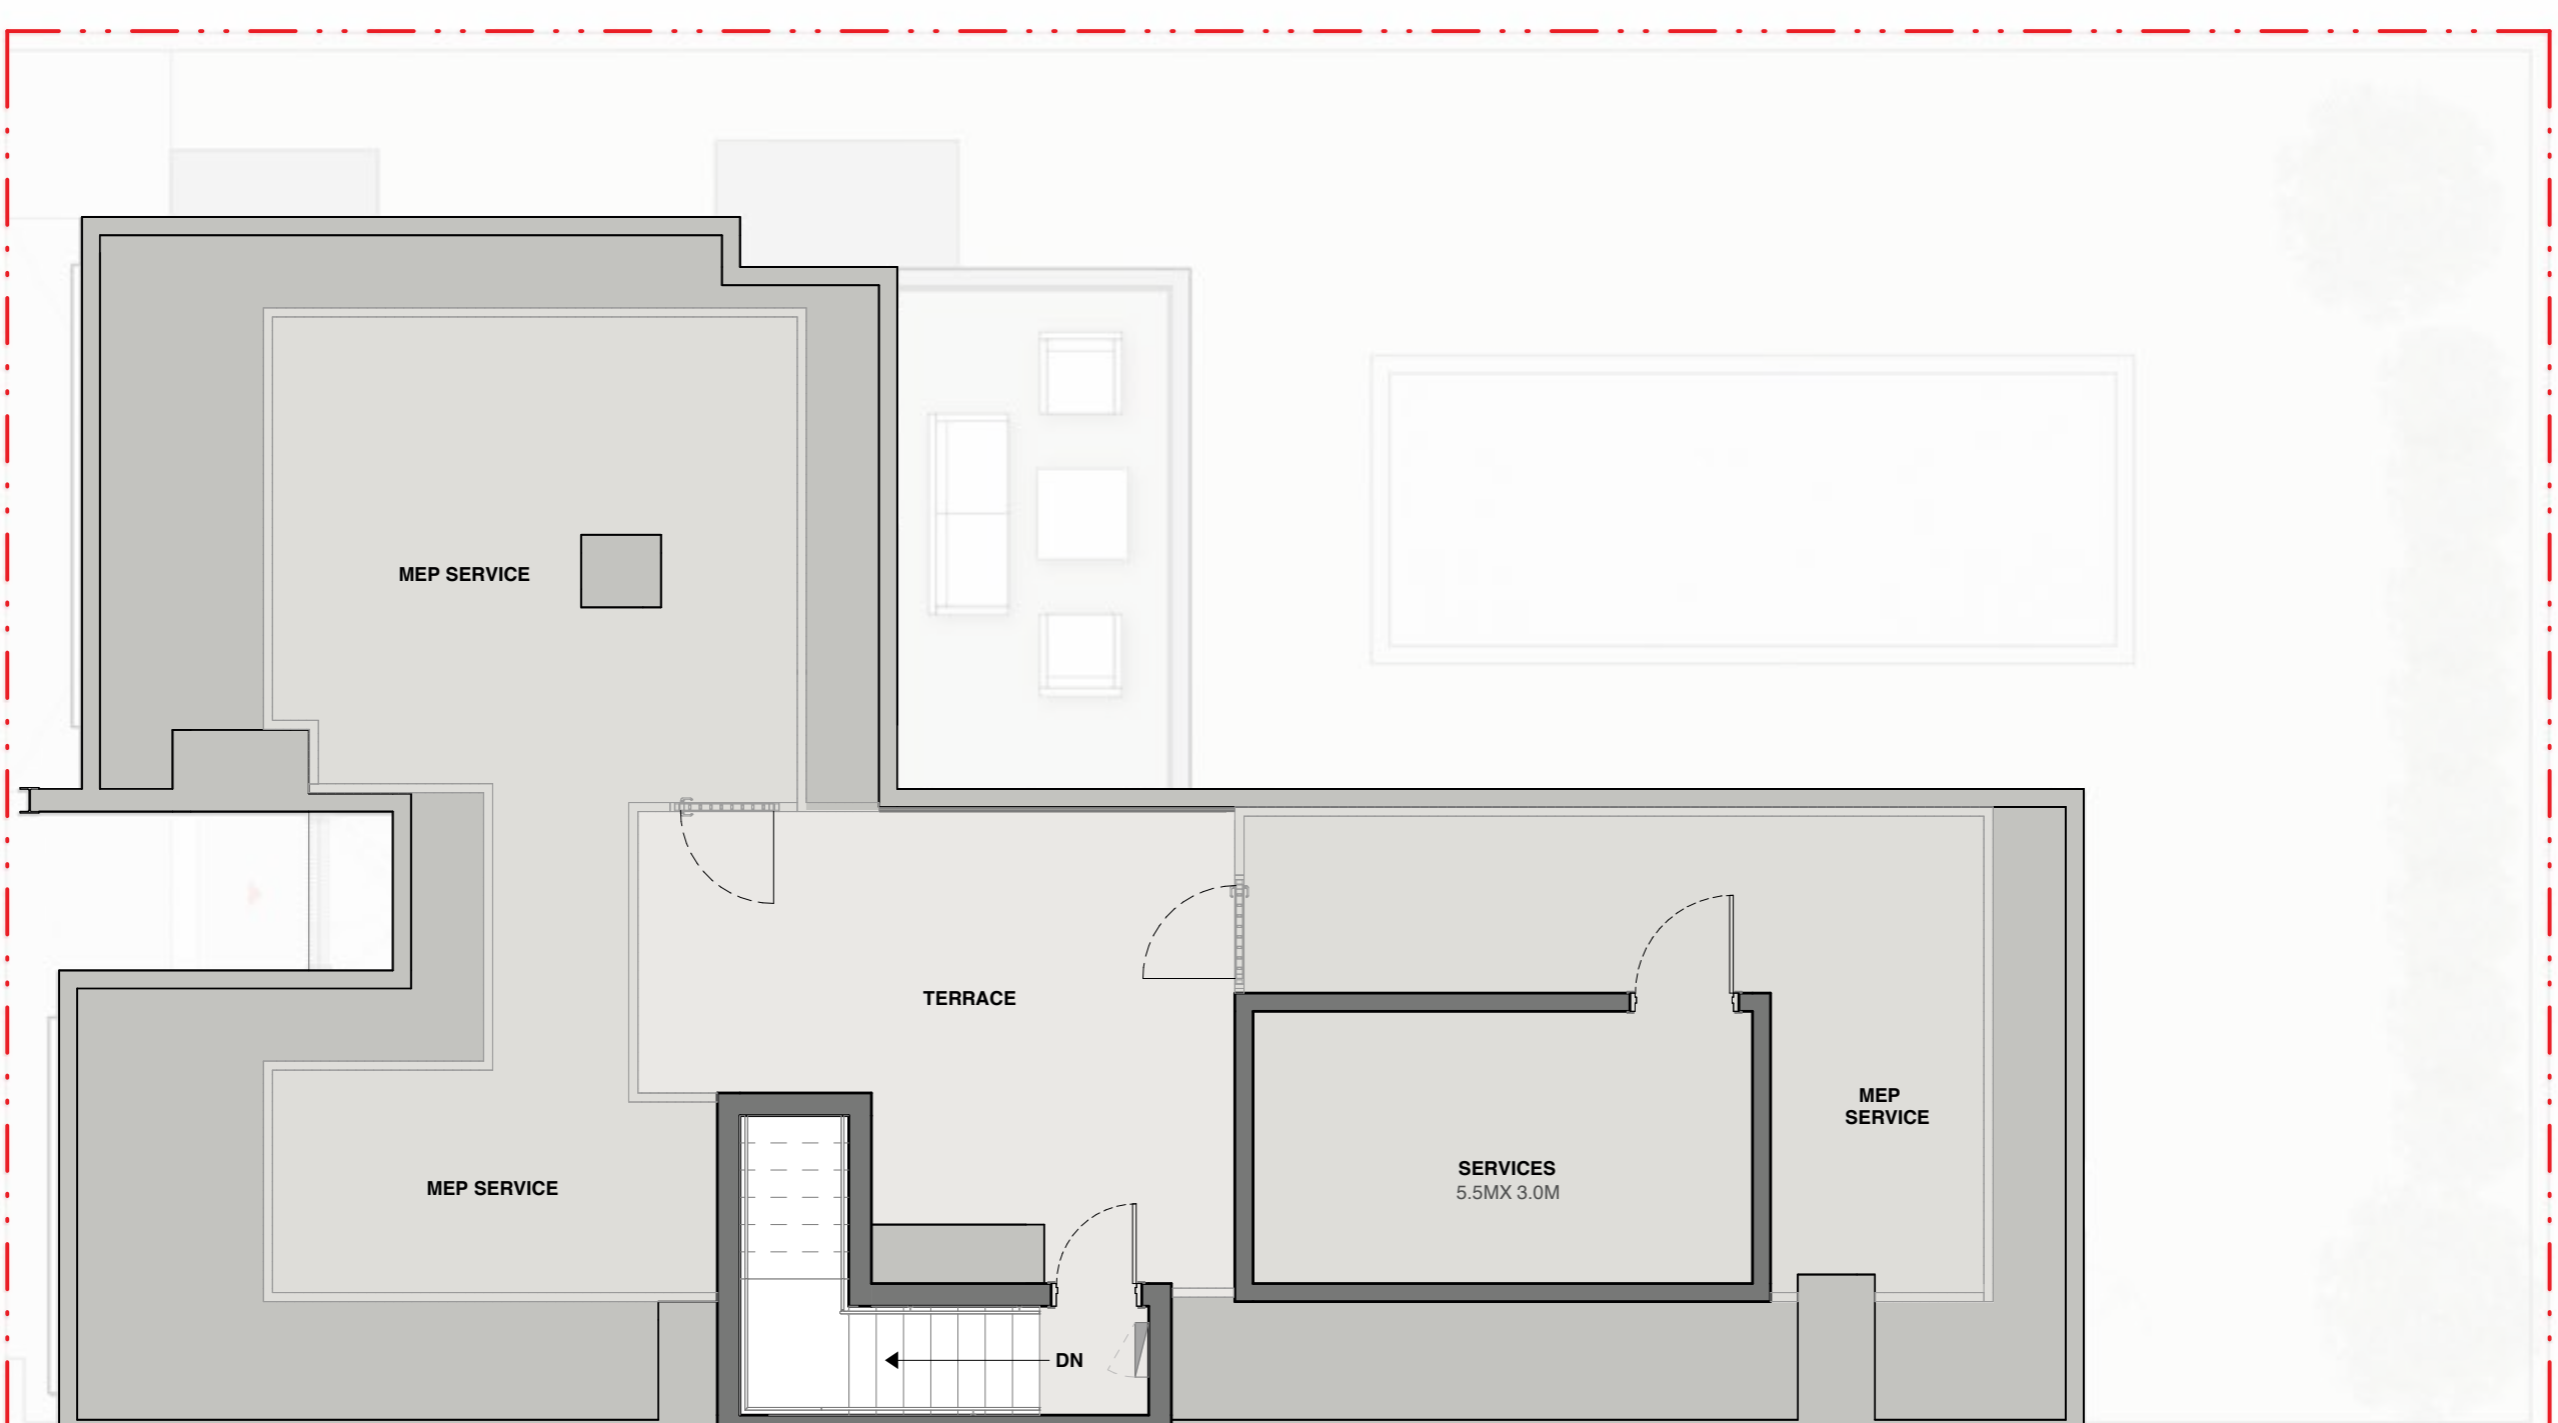 MEP SERVICE
TERRACE
MEP
SERVICE
SERVICES
5.5MX 3.0M
MEP SERVICE
DN